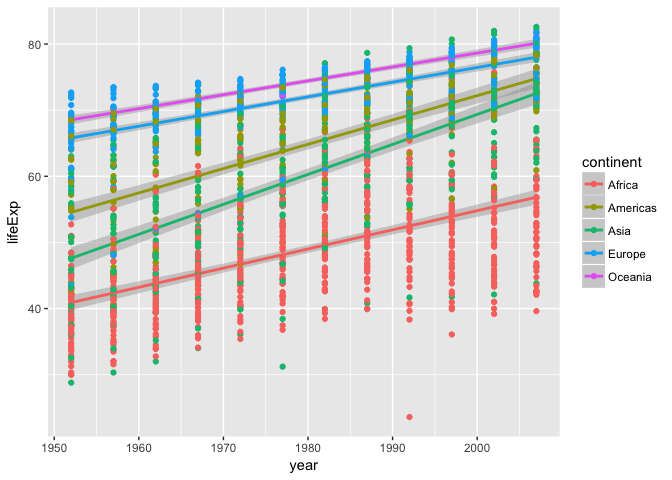 80
60
40
lifeExp
1950
1960
1970
1980
1990
2000
year
continent
Africa
Americas
Asia
Europe
Oceania